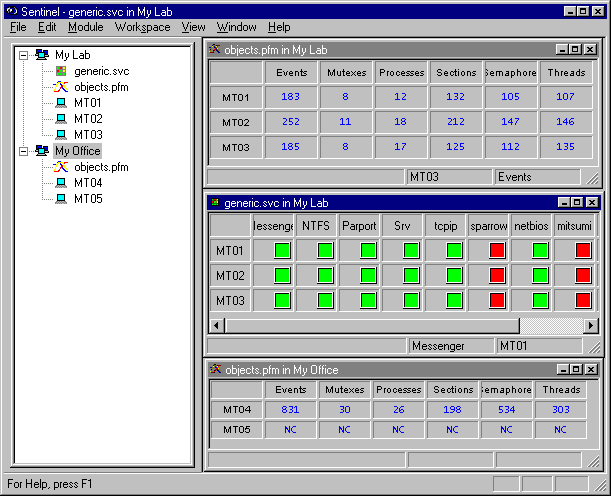 Sentinel - generic.svc in My Lab
File Edit Module Workspace View Window Help
My Lab
generic.svc
objects.pfm
MT01
MT02
MT03
My Office
objects.pfm
MT04
MT05
objects.pfm in My Lab
Events Mutexes Processes Sections Semaphore Threads
MT01 183 8 12 132 105 107
MT02 252 11 18 212 147 146
MT03 185 8 17 125 112 135
MT03 Events
generic.svc in My Lab
Messenge NTFS Parport Srv tcpip sparrow netbios mitsumi
MT01
MT02
MT03
Messenger MT01
objects.pfm in My Office
Events Mutexes Processes Sections Semaphore Threads
MT04 831 30 26 198 534 303
MT05 NC NC NC NC NC NC
For Help, press F1